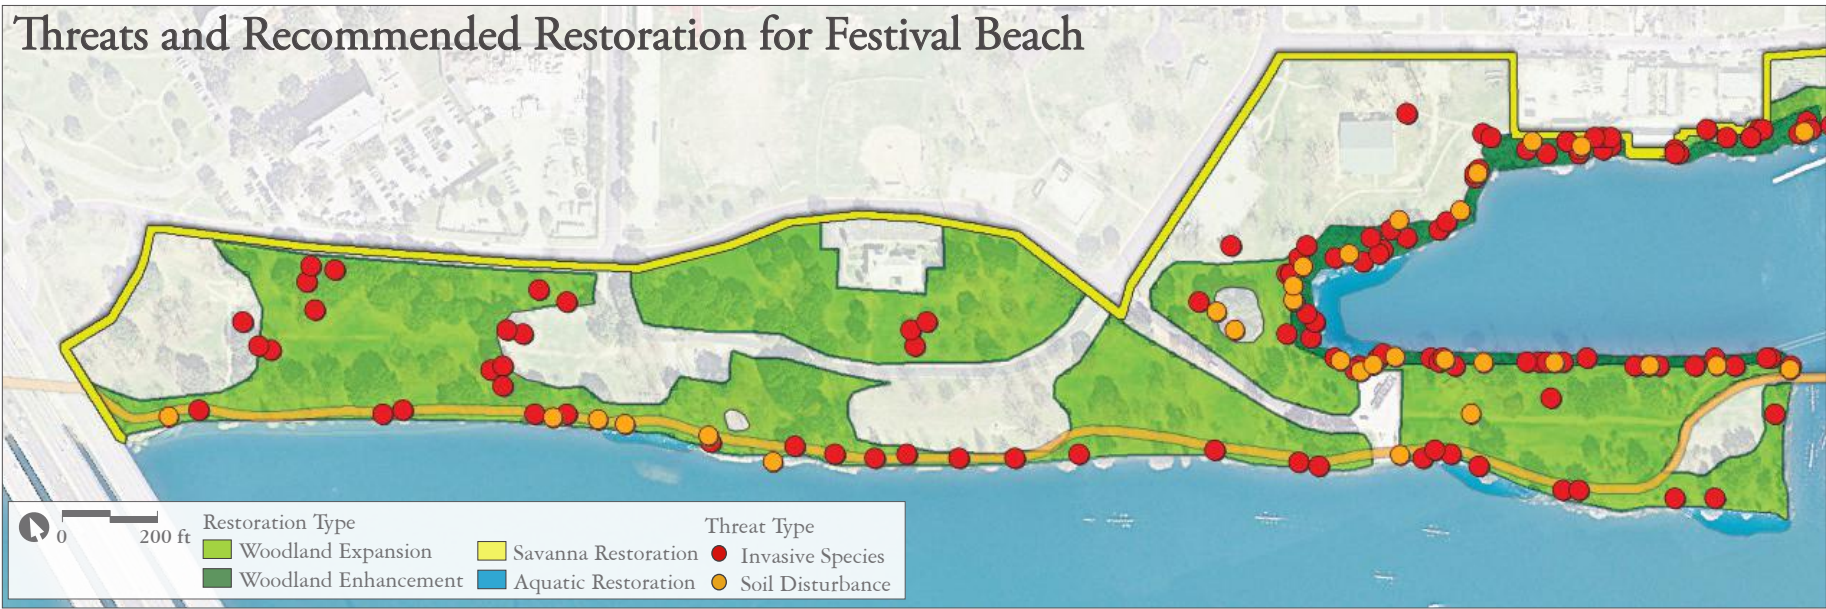 Threats and Recommended Restoration for Festival Beach
0 200 ft
Restoration Type
Woodland Expansion
Woodland Enhancement
Savanna Restoration
Aquatic Restoration
Threat Type
Invasive Species
Soil Disturbance